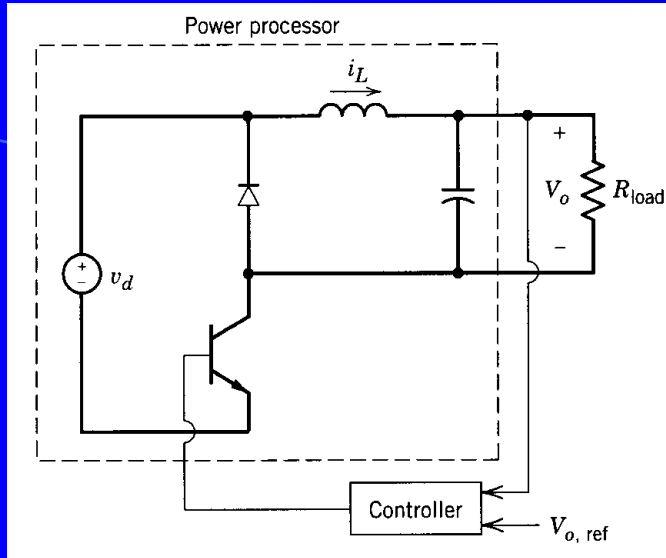 Power processor
i_L
+
V_o
R_load
−
+
−
v_d
Controller
V_o, ref